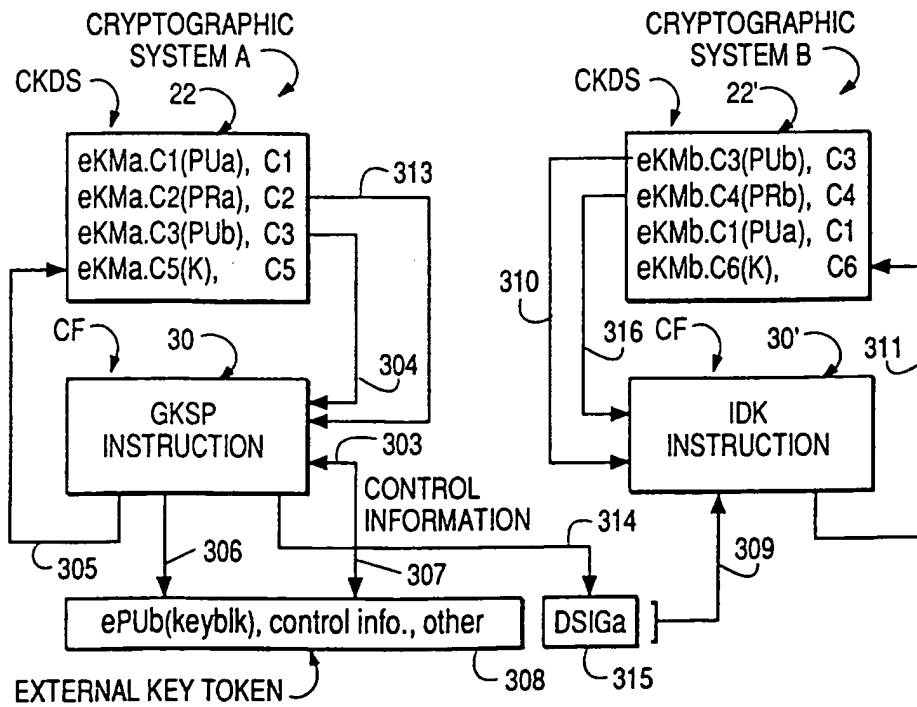 CRYPTOGRAPHIC
SYSTEM A
CKDS
22
eKMa.C1(PUa), C1
eKMa.C2(PRa), C2
eKMa.C3(PUb), C3
eKMa.C5(K), C5
313
304
CF
30
GKSP
INSTRUCTION
303
CONTROL
INFORMATION
305
306
307
314
ePUb(keyblk), control info., other
308
EXTERNAL KEY TOKEN
DSIGa
315
CRYPTOGRAPHIC
SYSTEM B
CKDS
22'
eKMb.C3(PUb), C3
eKMb.C4(PRb), C4
eKMb.C1(PUa), C1
eKMb.C6(K), C6
310
316
CF
30'
311
IDK
INSTRUCTION
309